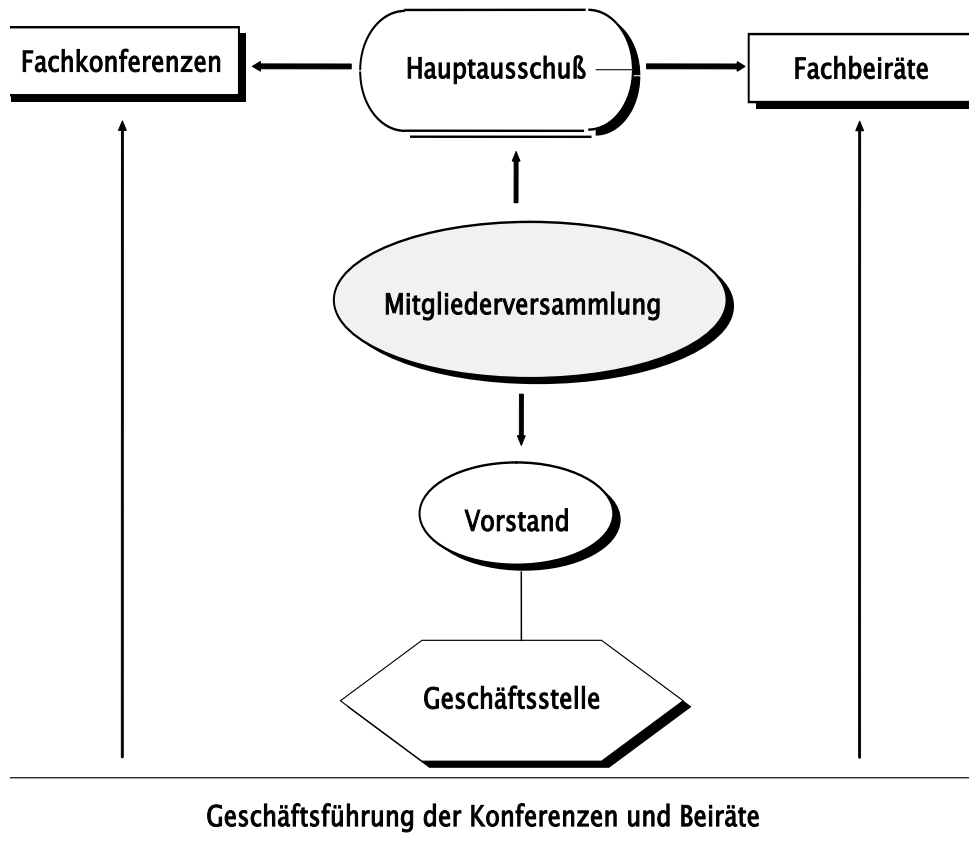 Fachkonferenzen
Hauptausschuß
Fachbeiräte
Mitgliederversammlung
Vorstand
Geschäftsstelle
Geschäftsführung der Konferenzen und Beiräte